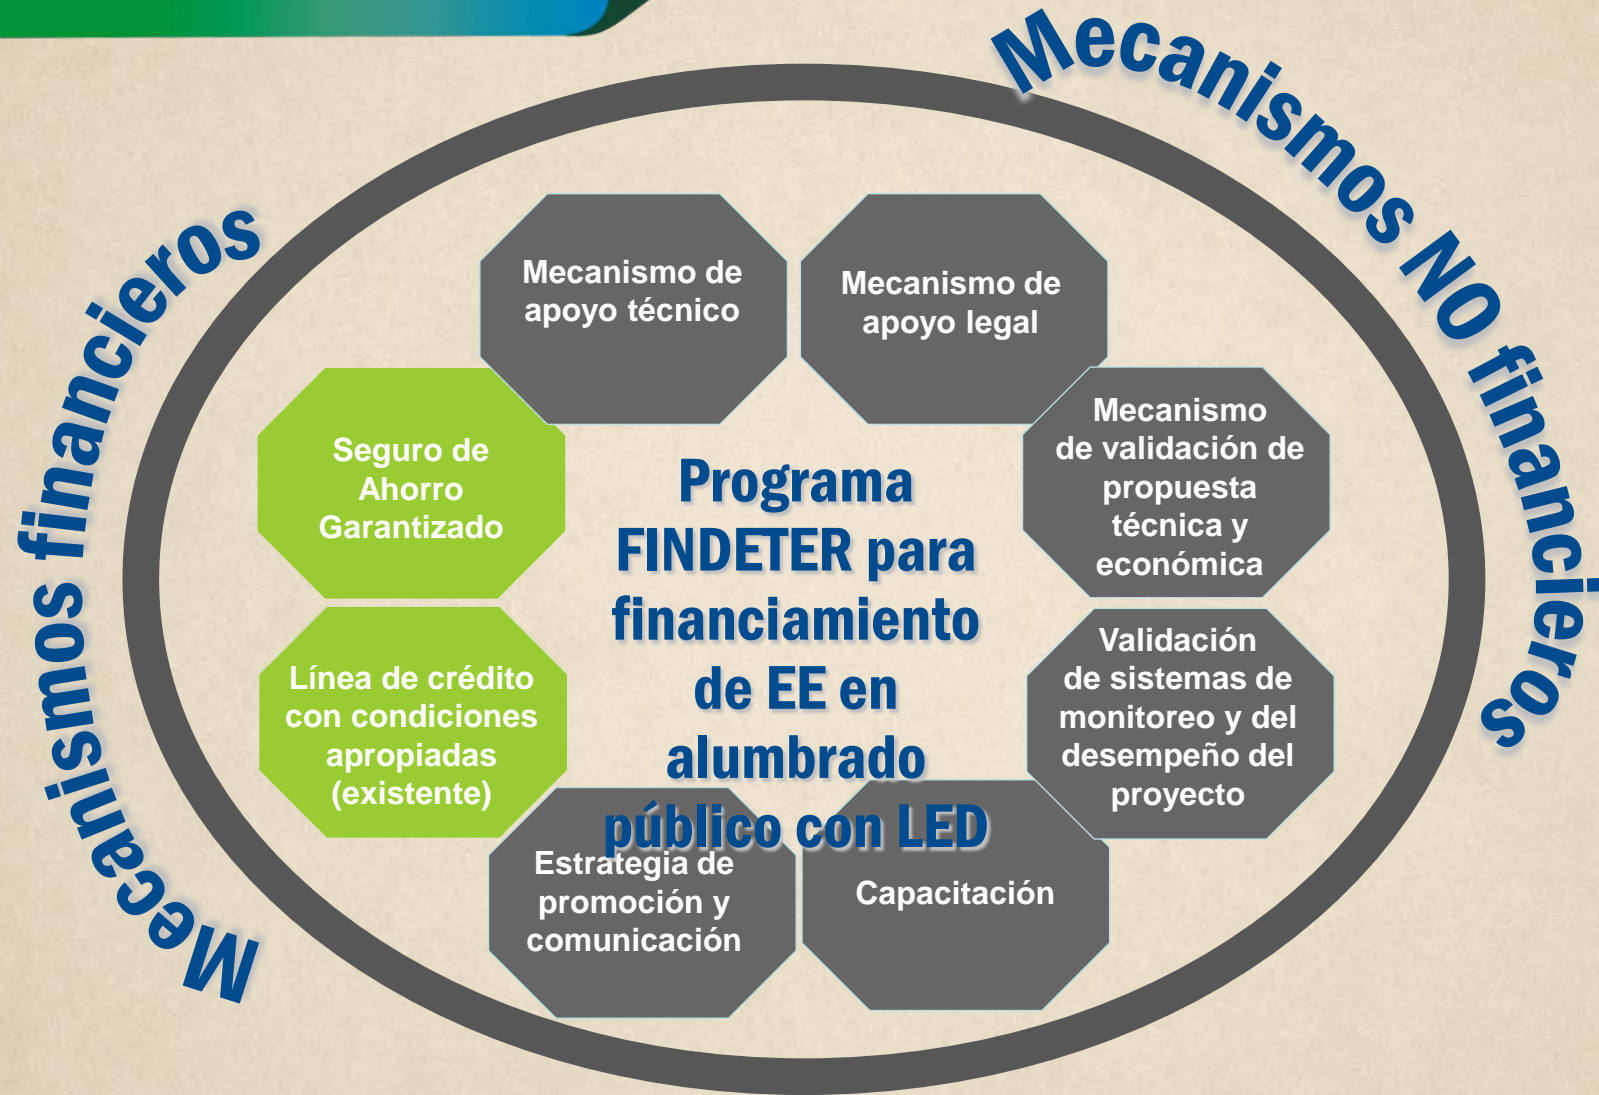 Mecanismos NO financieros
Mecanismos financieros
Mecanismo de
apoyo técnico
Mecanismo de
apoyo legal
Seguro de
Ahorro
Garantizado
Mecanismo
de validación de
propuesta
técnica y
económica
Programa
FINDETER para
financiamiento
de EE en
alumbrado
público con LED
Línea de crédito
con condiciones
apropiadas
(existente)
Validación
de sistemas de
monitoreo y del
desempeño del
proyecto
Estrategia de
promoción y
comunicación
Capacitación